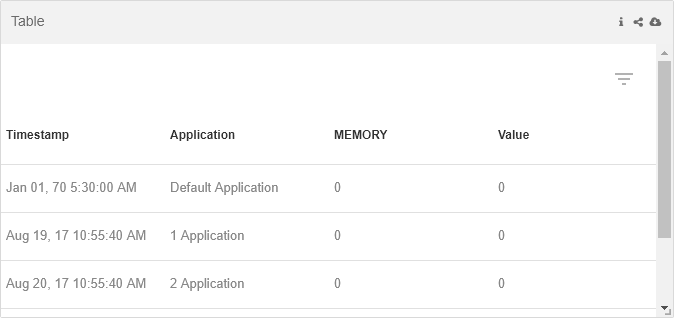 Table
Timestamp Application MEMORY Value
Jan 01, 70 5:30:00 AM Default Application 0 0
Aug 19, 17 10:55:40 AM 1 Application 0 0
Aug 20, 17 10:55:40 AM 2 Application 0 0